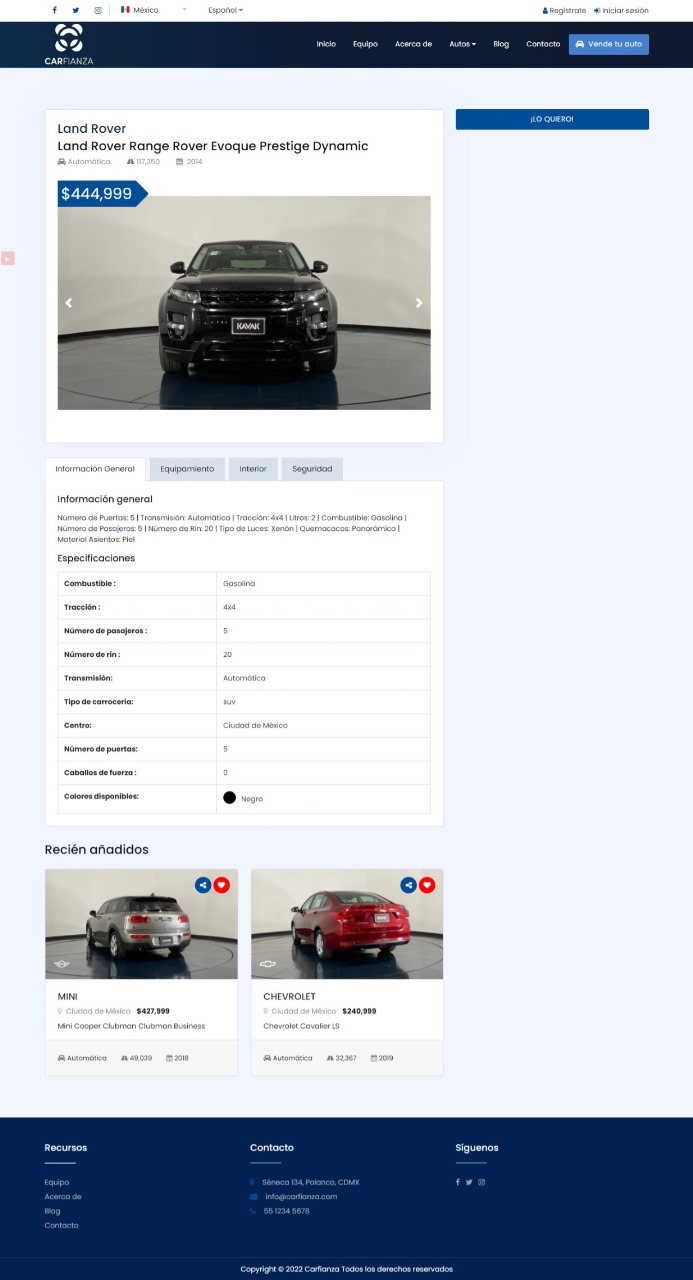 México
Español
Registrate
Iniciar sesión
CARFIANZA
Inicio
Equipo
Acerca de
Autos
Blog
Contacto
Vende tu auto
Land Rover
Land Rover Range Rover Evoque Prestige Dynamic
Automática
117,350
2014
$444,999
KAVAK
¡LO QUIERO!
Información General
Equipamiento
Interior
Seguridad
Información general
Número de Puertas: 5 | Transmisión: Automática | Tracción: 4x4 | Litros: 2 | Combustible: Gasolina |
Número de Pasajeros: 5 | Número de Rin: 20 | Tipo de Luces: Xenón | Quemacocos: Panorámico |
Material Asientos: Piel
Especificaciones
Combustible : Gasolina
Tracción : 4x4
Número de pasajeros : 5
Número de rin : 20
Transmisión: Automática
Tipo de carrocería: suv
Centro: Ciudad de México
Número de puertas: 5
Caballos de fuerza : 0
Colores disponibles: Negro
Recién añadidos
MINI
Ciudad de México $427,999
Mini Cooper Clubman Clubman Business
Automática 49,039 2018
CHEVROLET
Ciudad de México $240,999
Chevrolet Cavalier LS
Automática 32,367 2019
Recursos
Equipo
Acerca de
Blog
Contacto
Contacto
Séneca 134, Polanco, CDMX
info@carfianza.com
55 1234 5678
Síguenos
Copyright © 2022 Carfianza Todos los derechos reservados